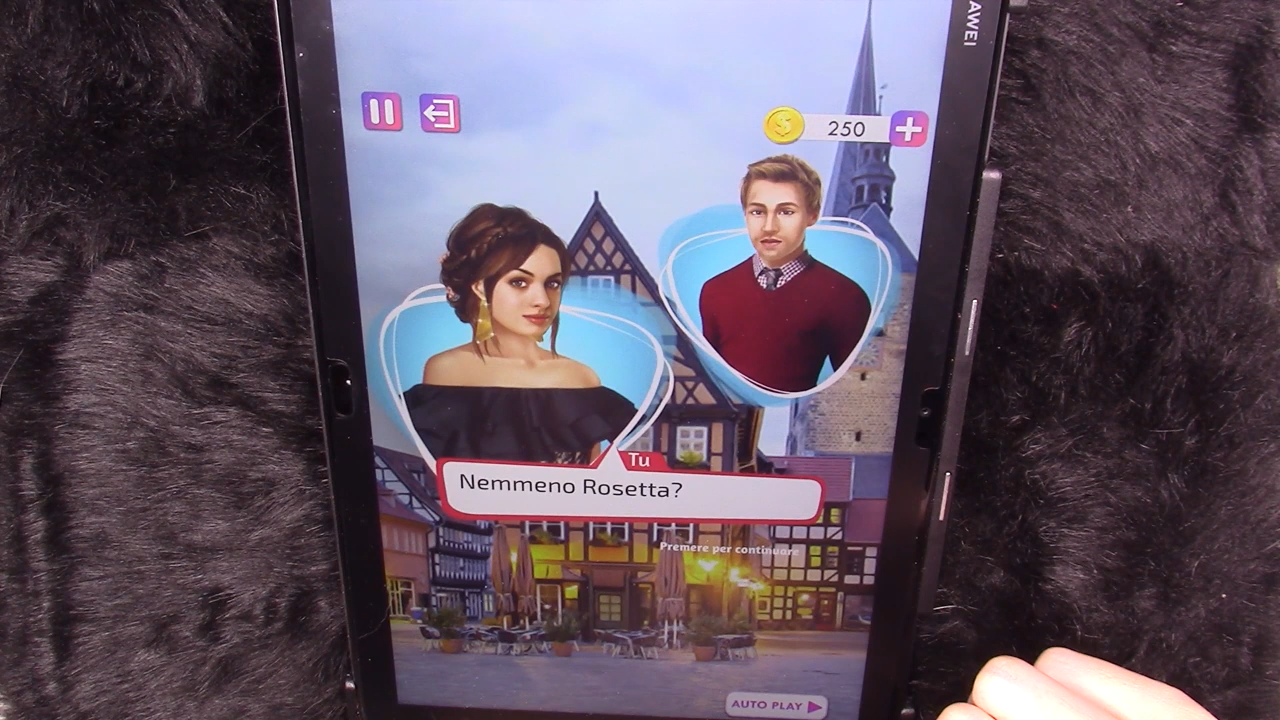 AWEI
250
Tu
Nemmeno Rosetta?
Premere per continuare
AUTO PLAY